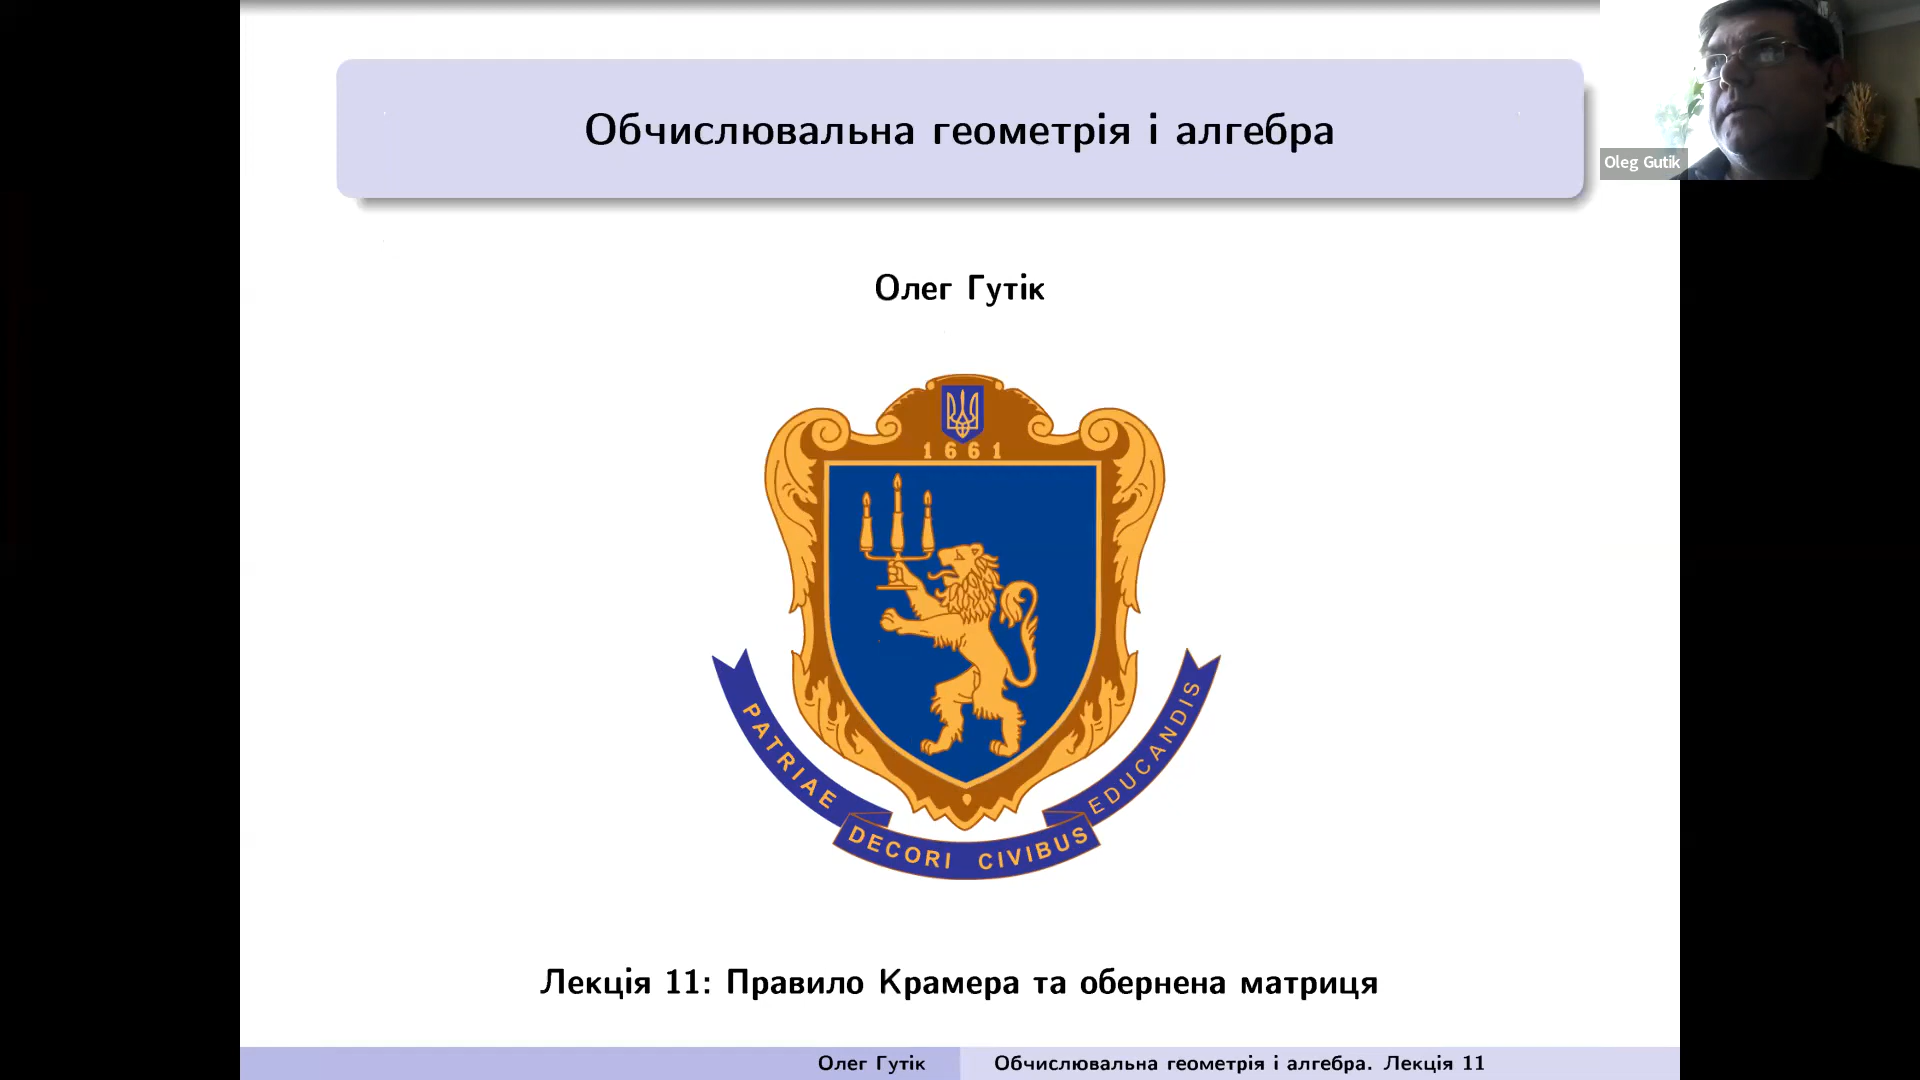 Обчислювальна геометрія і алгебра
Oleg Gutik
Олег Гутік
1661
PATRIAE DECORI CIVIBUS EDUCANDIS
Лекція 11: Правило Крамера та обернена матриця
Олег Гутік
Обчислювальна геометрія і алгебра. Лекція 11